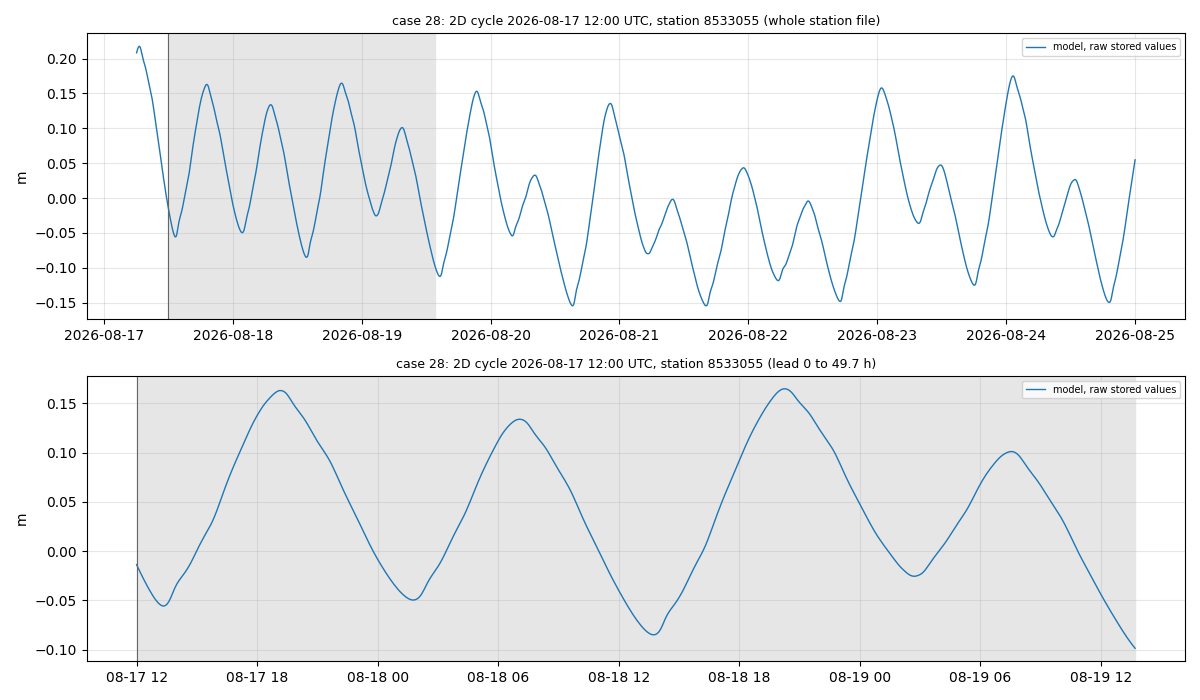 case 28: 2D cycle 2026-08-17 12:00 UTC, station 8533055 (whole station file)
model, raw stored values
m
0.20
0.15
0.10
0.05
0.00
−0.05
−0.10
−0.15
2026-08-17 2026-08-18 2026-08-19 2026-08-20 2026-08-21 2026-08-22 2026-08-23 2026-08-24 2026-08-25
case 28: 2D cycle 2026-08-17 12:00 UTC, station 8533055 (lead 0 to 49.7 h)
model, raw stored values
m
0.15
0.10
0.05
0.00
−0.05
−0.10
08-17 12 08-17 18 08-18 00 08-18 06 08-18 12 08-18 18 08-19 00 08-19 06 08-19 12